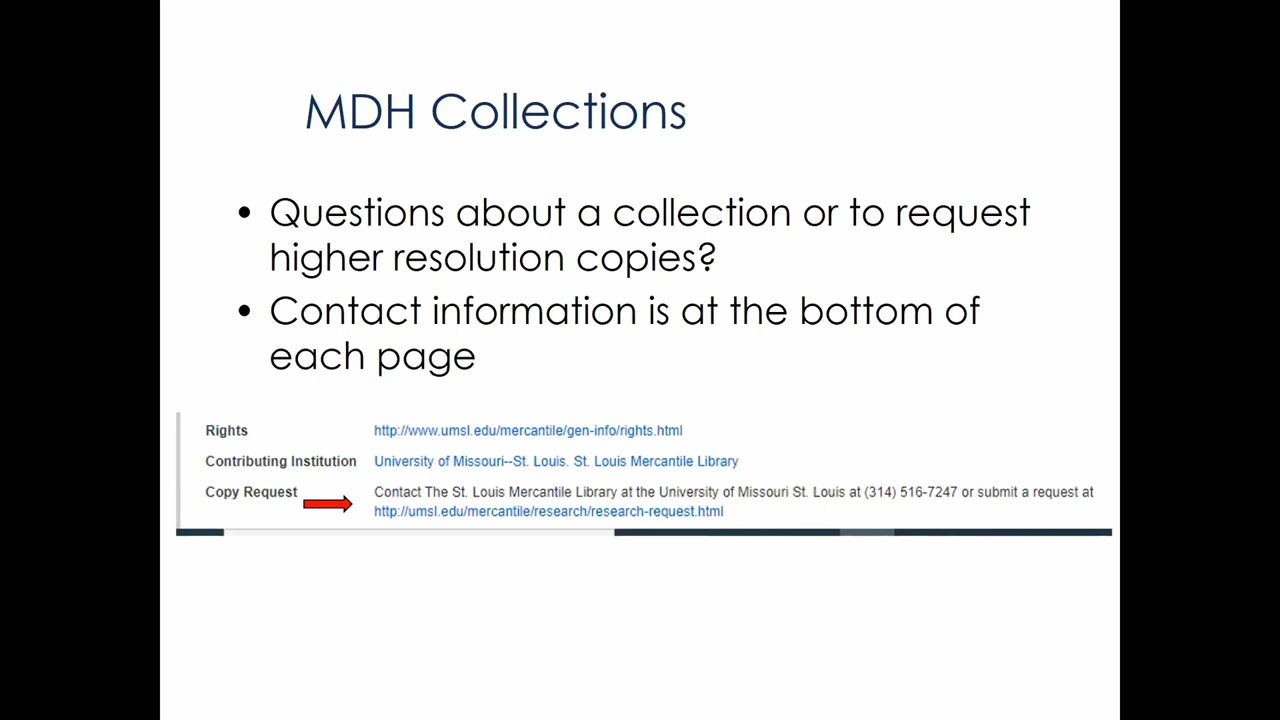 MDH Collections
• Questions about a collection or to request
higher resolution copies?
• Contact information is at the bottom of
each page
Rights http://www.umsl.edu/mercantile/gen-info/rights.html
Contributing Institution University of Missouri--St. Louis. St. Louis Mercantile Library
Copy Request Contact The St. Louis Mercantile Library at the University of Missouri St. Louis at (314) 516-7247 or submit a request at
http://umsl.edu/mercantile/research/research-request.html